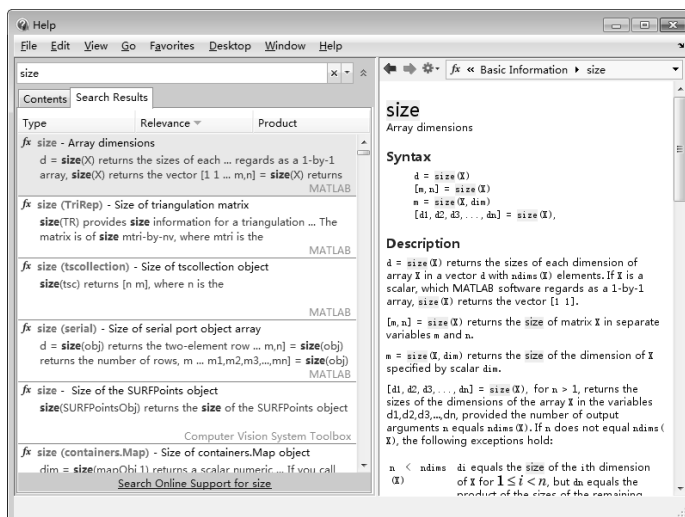 Help
File Edit View Go Favorites Desktop Window Help
size
Contents Search Results
Type Relevance Product
fx size - Array dimensions
d = size(X) returns the sizes of each ... regards as a 1-by-1
array, size(X) returns the vector [1 1 ... m,n] = size(X) returns
MATLAB
fx size (TriRep) - Size of triangulation matrix
size(TR) provides size information for a triangulation ... The
matrix is of size mtri-by-nv, where mtri is the
MATLAB
fx size (tscollection) - Size of tscollection object
size(tsc) returns [n m], where n is the
MATLAB
fx size (serial) - Size of serial port object array
d = size(obj) returns the two-element row ... m,n] = size(obj)
returns the number of rows, m ... m1,m2,m3,...,mn] = size(obj)
MATLAB
fx size - Size of the SURFPoints object
size(SURFPointsObj) returns the size of the SURFPoints object
Computer Vision System Toolbox
fx size (containers.Map) - Size of containers.Map object
dim = size(mapObj,1) returns a scalar numeric ... If you call
Search Online Support for size
fx « Basic Information ▸ size
size
Array dimensions
Syntax
d = size(X)
[m,n] = size(X)
m = size(X,dim)
[d1,d2,d3,...,dn] = size(X),
Description
d = size(X) returns the sizes of each dimension of
array X in a vector d with ndims(X) elements. If X is a
scalar, which MATLAB software regards as a 1-by-1
array, size(X) returns the vector [1 1].
[m,n] = size(X) returns the size of matrix X in separate
variables m and n.
m = size(X,dim) returns the size of the dimension of X
specified by scalar dim.
[d1,d2,d3,...,dn] = size(X), for n > 1, returns the
sizes of the dimensions of the array X in the variables
d1,d2,d3,...,dn, provided the number of output
arguments n equals ndims(X). If n does not equal ndims(
X), the following exceptions hold:
n < ndims di equals the size of the ith dimension
(X) of X for 1 ≤ i < n, but dn equals the
product of the sizes of the remaining